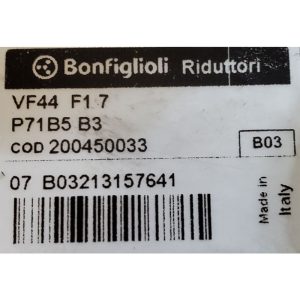 Bonfiglioli Riduttori
VF44 F1 7
P71B5 B3
COD 200450033
B03
07 B03213157641
Made in
Italy